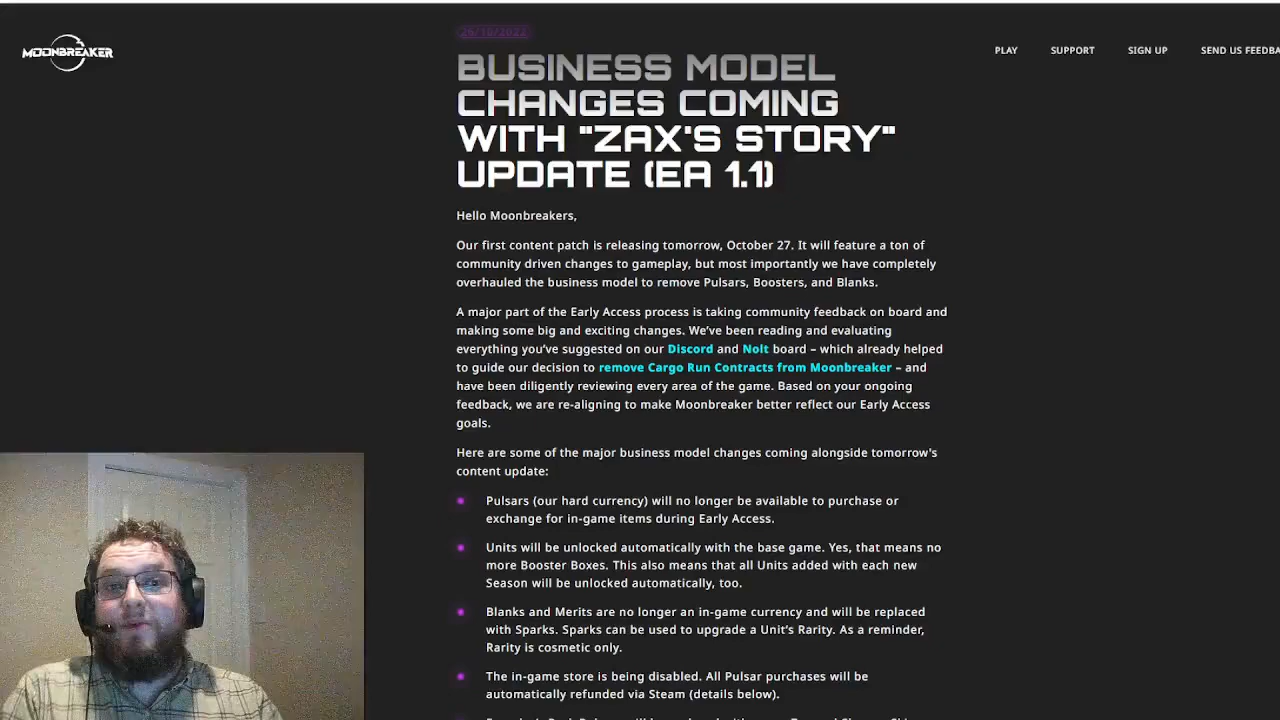 26/10/2022
MOONBREAKER
PLAY
SUPPORT
SIGN UP
SEND US FEEDBA
BUSINESS MODEL
CHANGES COMING
WITH "ZAX'S STORY"
UPDATE (EA 1.1)
Hello Moonbreakers,
Our first content patch is releasing tomorrow, October 27. It will feature a ton of
community driven changes to gameplay, but most importantly we have completely
overhauled the business model to remove Pulsars, Boosters, and Blanks.
A major part of the Early Access process is taking community feedback on board and
making some big and exciting changes. We've been reading and evaluating
everything you've suggested on our Discord and Nolt board – which already helped
to guide our decision to remove Cargo Run Contracts from Moonbreaker – and
have been diligently reviewing every area of the game. Based on your ongoing
feedback, we are re-aligning to make Moonbreaker better reflect our Early Access
goals.
Here are some of the major business model changes coming alongside tomorrow's
content update:
Pulsars (our hard currency) will no longer be available to purchase or
exchange for in-game items during Early Access.
Units will be unlocked automatically with the base game. Yes, that means no
more Booster Boxes. This also means that all Units added with each new
Season will be unlocked automatically, too.
Blanks and Merits are no longer an in-game currency and will be replaced
with Sparks. Sparks can be used to upgrade a Unit's Rarity. As a reminder,
Rarity is cosmetic only.
The in-game store is being disabled. All Pulsar purchases will be
automatically refunded via Steam (details below).